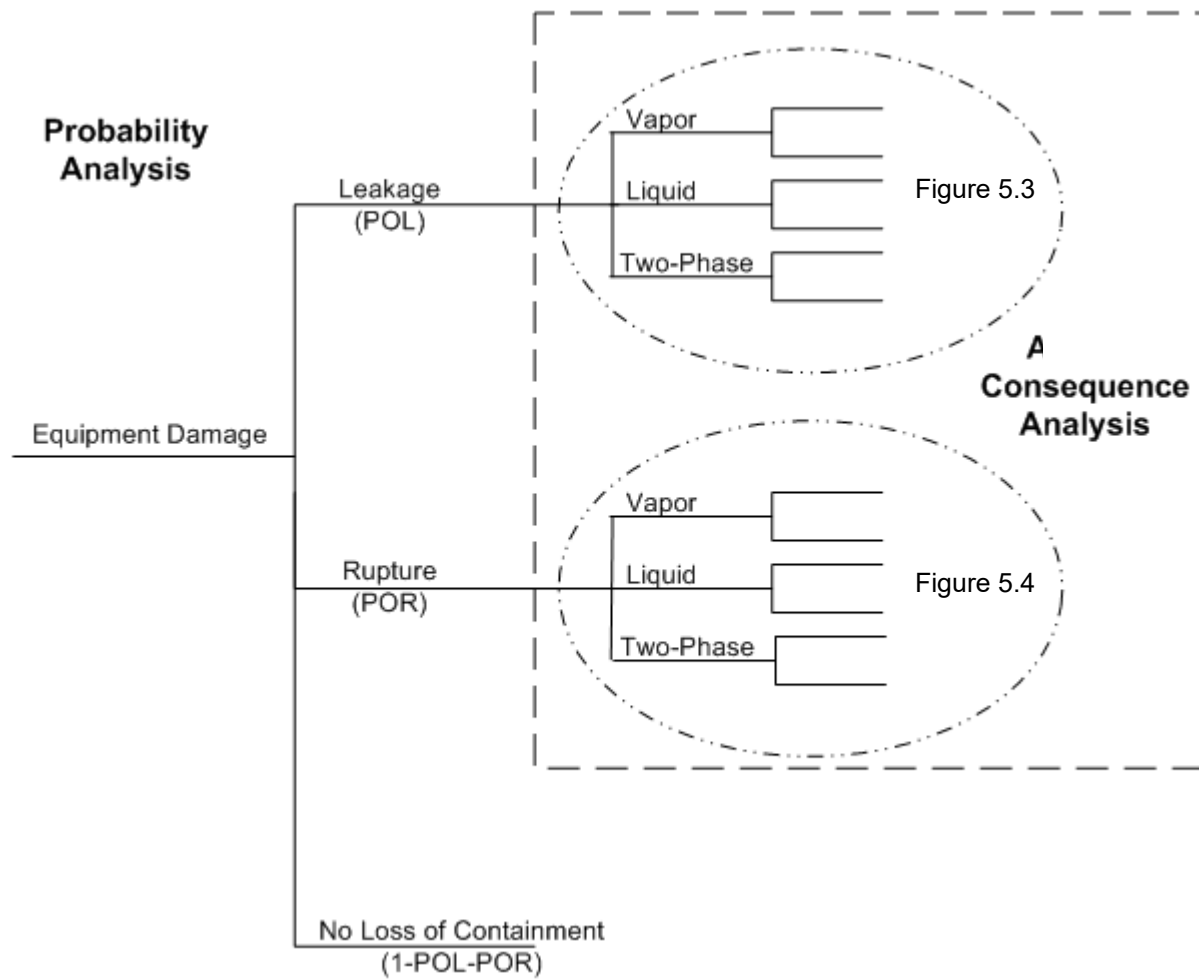 Probability
Analysis
Equipment Damage
Leakage
(POL)
Vapor
Liquid
Two-Phase
Figure 5.3
A
Consequence
Analysis
Rupture
(POR)
Vapor
Liquid
Two-Phase
Figure 5.4
No Loss of Containment
(1-POL-POR)